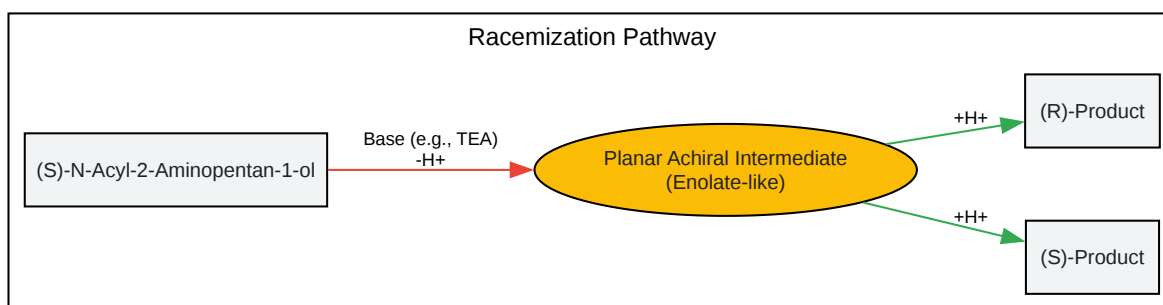 Racemization Pathway
(S)-N-Acyl-2-Aminopentan-1-ol
Base (e.g., TEA)
-H+
Planar Achiral Intermediate
(Enolate-like)
+H+
(R)-Product
+H+
(S)-Product